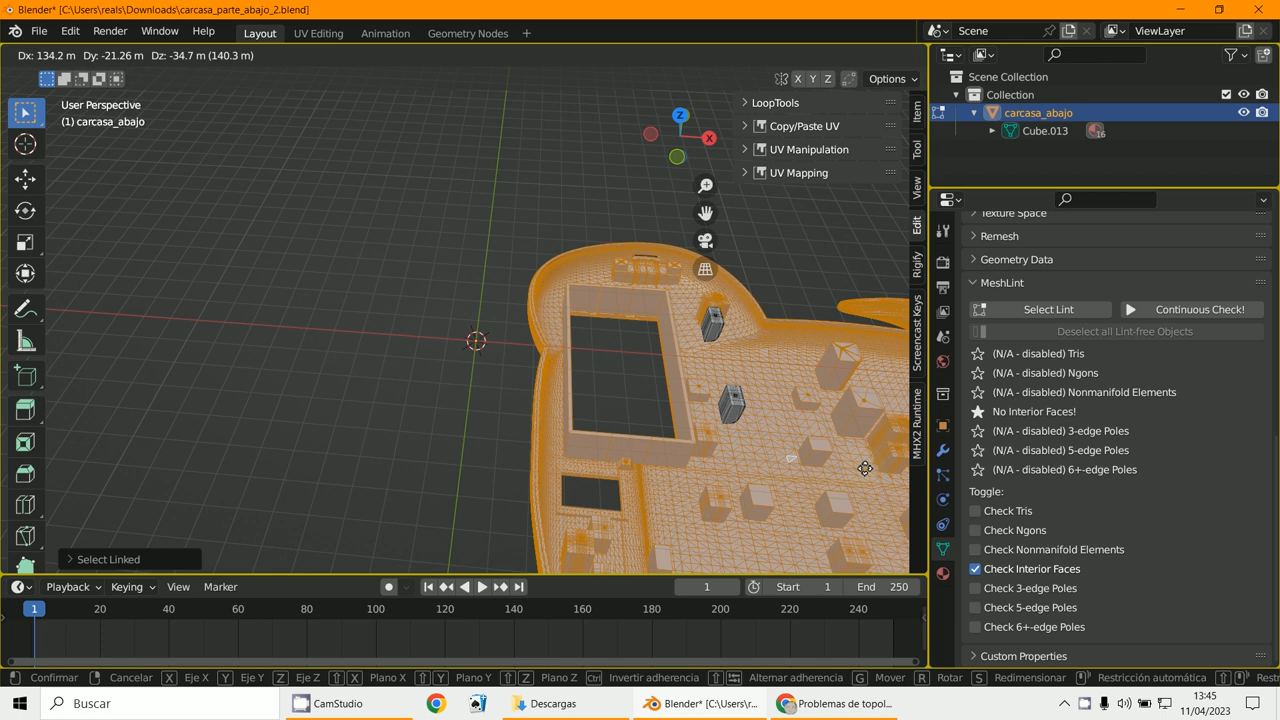 Blender* [C:\Users\reals\Downloads\carcasa_parte_abajo_2.blend]
File Edit Render Window Help Layout UV Editing Animation Geometry Nodes + Scene ViewLayer
Dx: 134.2 m Dy: -21.26 m Dz: -34.7 m (140.3 m)
X Y Z Options
User Perspective
(1) carcasa_abajo
LoopTools
Copy/Paste UV
UV Manipulation
UV Mapping
Z
X
Item
Tool
View
Edit
Rigify
Screencast Keys
MHX2 Runtime
Select Linked
Scene Collection
Collection
carcasa_abajo
Cube.013 16
Texture Space
Remesh
Geometry Data
MeshLint
Select Lint Continuous Check!
Deselect all Lint-free Objects
(N/A - disabled) Tris
(N/A - disabled) Ngons
(N/A - disabled) Nonmanifold Elements
No Interior Faces!
(N/A - disabled) 3-edge Poles
(N/A - disabled) 5-edge Poles
(N/A - disabled) 6+-edge Poles
Toggle:
Check Tris
Check Ngons
Check Nonmanifold Elements
Check Interior Faces
Check 3-edge Poles
Check 5-edge Poles
Check 6+-edge Poles
Custom Properties
Playback Keying View Marker 1 Start 1 End 250
1 20 40 60 80 100 120 140 160 180 200 220 240
Confirmar Cancelar X Eje X Y Eje Y Z Eje Z X Plano X Y Plano Y Z Plano Z Ctrl Invertir adherencia Alternar adherencia G Mover R Rotar S Redimensionar Restricción automática Restr
Buscar CamStudio Descargas Blender* [C:\Users\r... Problemas de topol...
13:45
11/04/2023